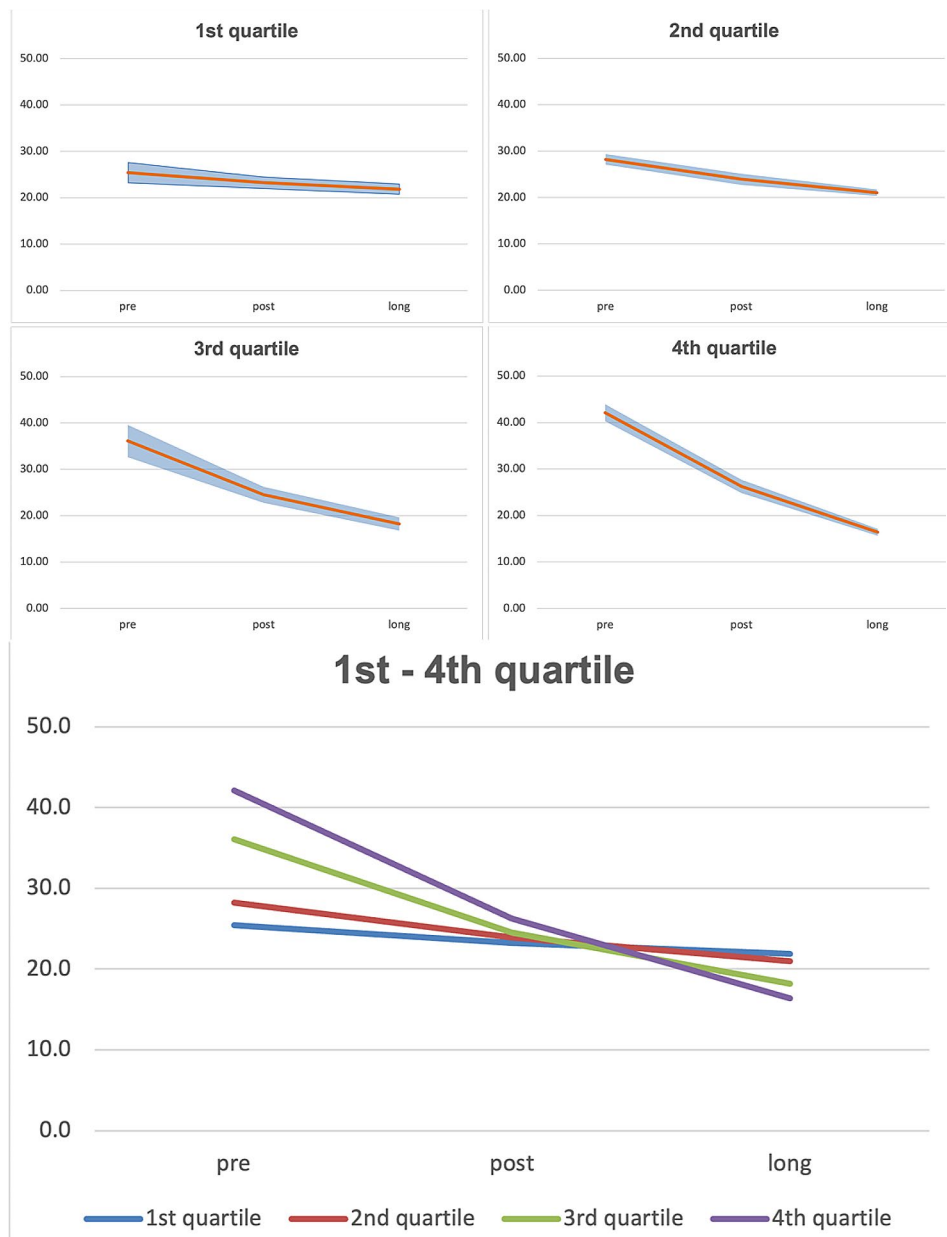 1st quartile
50.00
40.00
30.00
20.00
10.00
0.00
pre post long
2nd quartile
50.00
40.00
30.00
20.00
10.00
0.00
pre post long
3rd quartile
50.00
40.00
30.00
20.00
10.00
0.00
pre post long
4th quartile
50.00
40.00
30.00
20.00
10.00
0.00
pre post long
1st - 4th quartile
50.0
40.0
30.0
20.0
10.0
0.0
pre post long
1st quartile 2nd quartile 3rd quartile 4th quartile